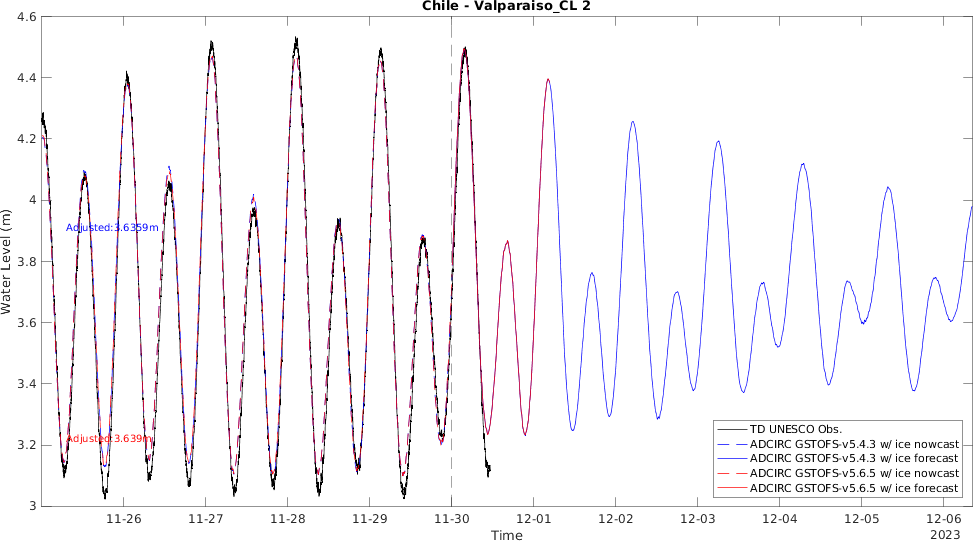 Chile - Valparaiso_CL 2
4.6
4.4
4.2
4
3.8
3.6
3.4
3.2
3
Water Level (m)
Adjusted:3.6359m
Adjusted:3.639m
TD UNESCO Obs.
ADCIRC GSTOFS-v5.4.3 w/ ice nowcast
ADCIRC GSTOFS-v5.4.3 w/ ice forecast
ADCIRC GSTOFS-v5.6.5 w/ ice nowcast
ADCIRC GSTOFS-v5.6.5 w/ ice forecast
11-26 11-27 11-28 11-29 11-30 12-01 12-02 12-03 12-04 12-05 12-06
2023
Time